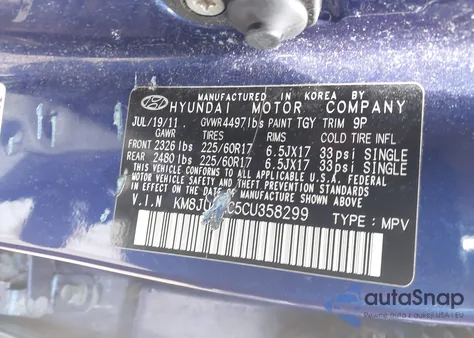 MANUFACTURED IN KOREA BY
HYUNDAI MOTOR COMPANY
JUL/19/11 GVWR4497lbs PAINT TGY TRIM 9P
GAWR TIRES RIMS COLD TIRE INFL
FRONT 2326lbs 225/60R17 6.5JX17 33psi SINGLE
REAR 2480lbs 225/60R17 6.5JX17 33psi SINGLE
THIS VEHICLE CONFORMS TO ALL APPLICABLE U.S.A. FEDERAL
MOTOR VEHICLE SAFETY AND THEFT PREVENTION STANDARDS
IN EFFECT ON THE DATE OF MANUFACTURE SHOWN ABOVE.
V.I.N C5CU358299 TYPE: MPV
autoSnap